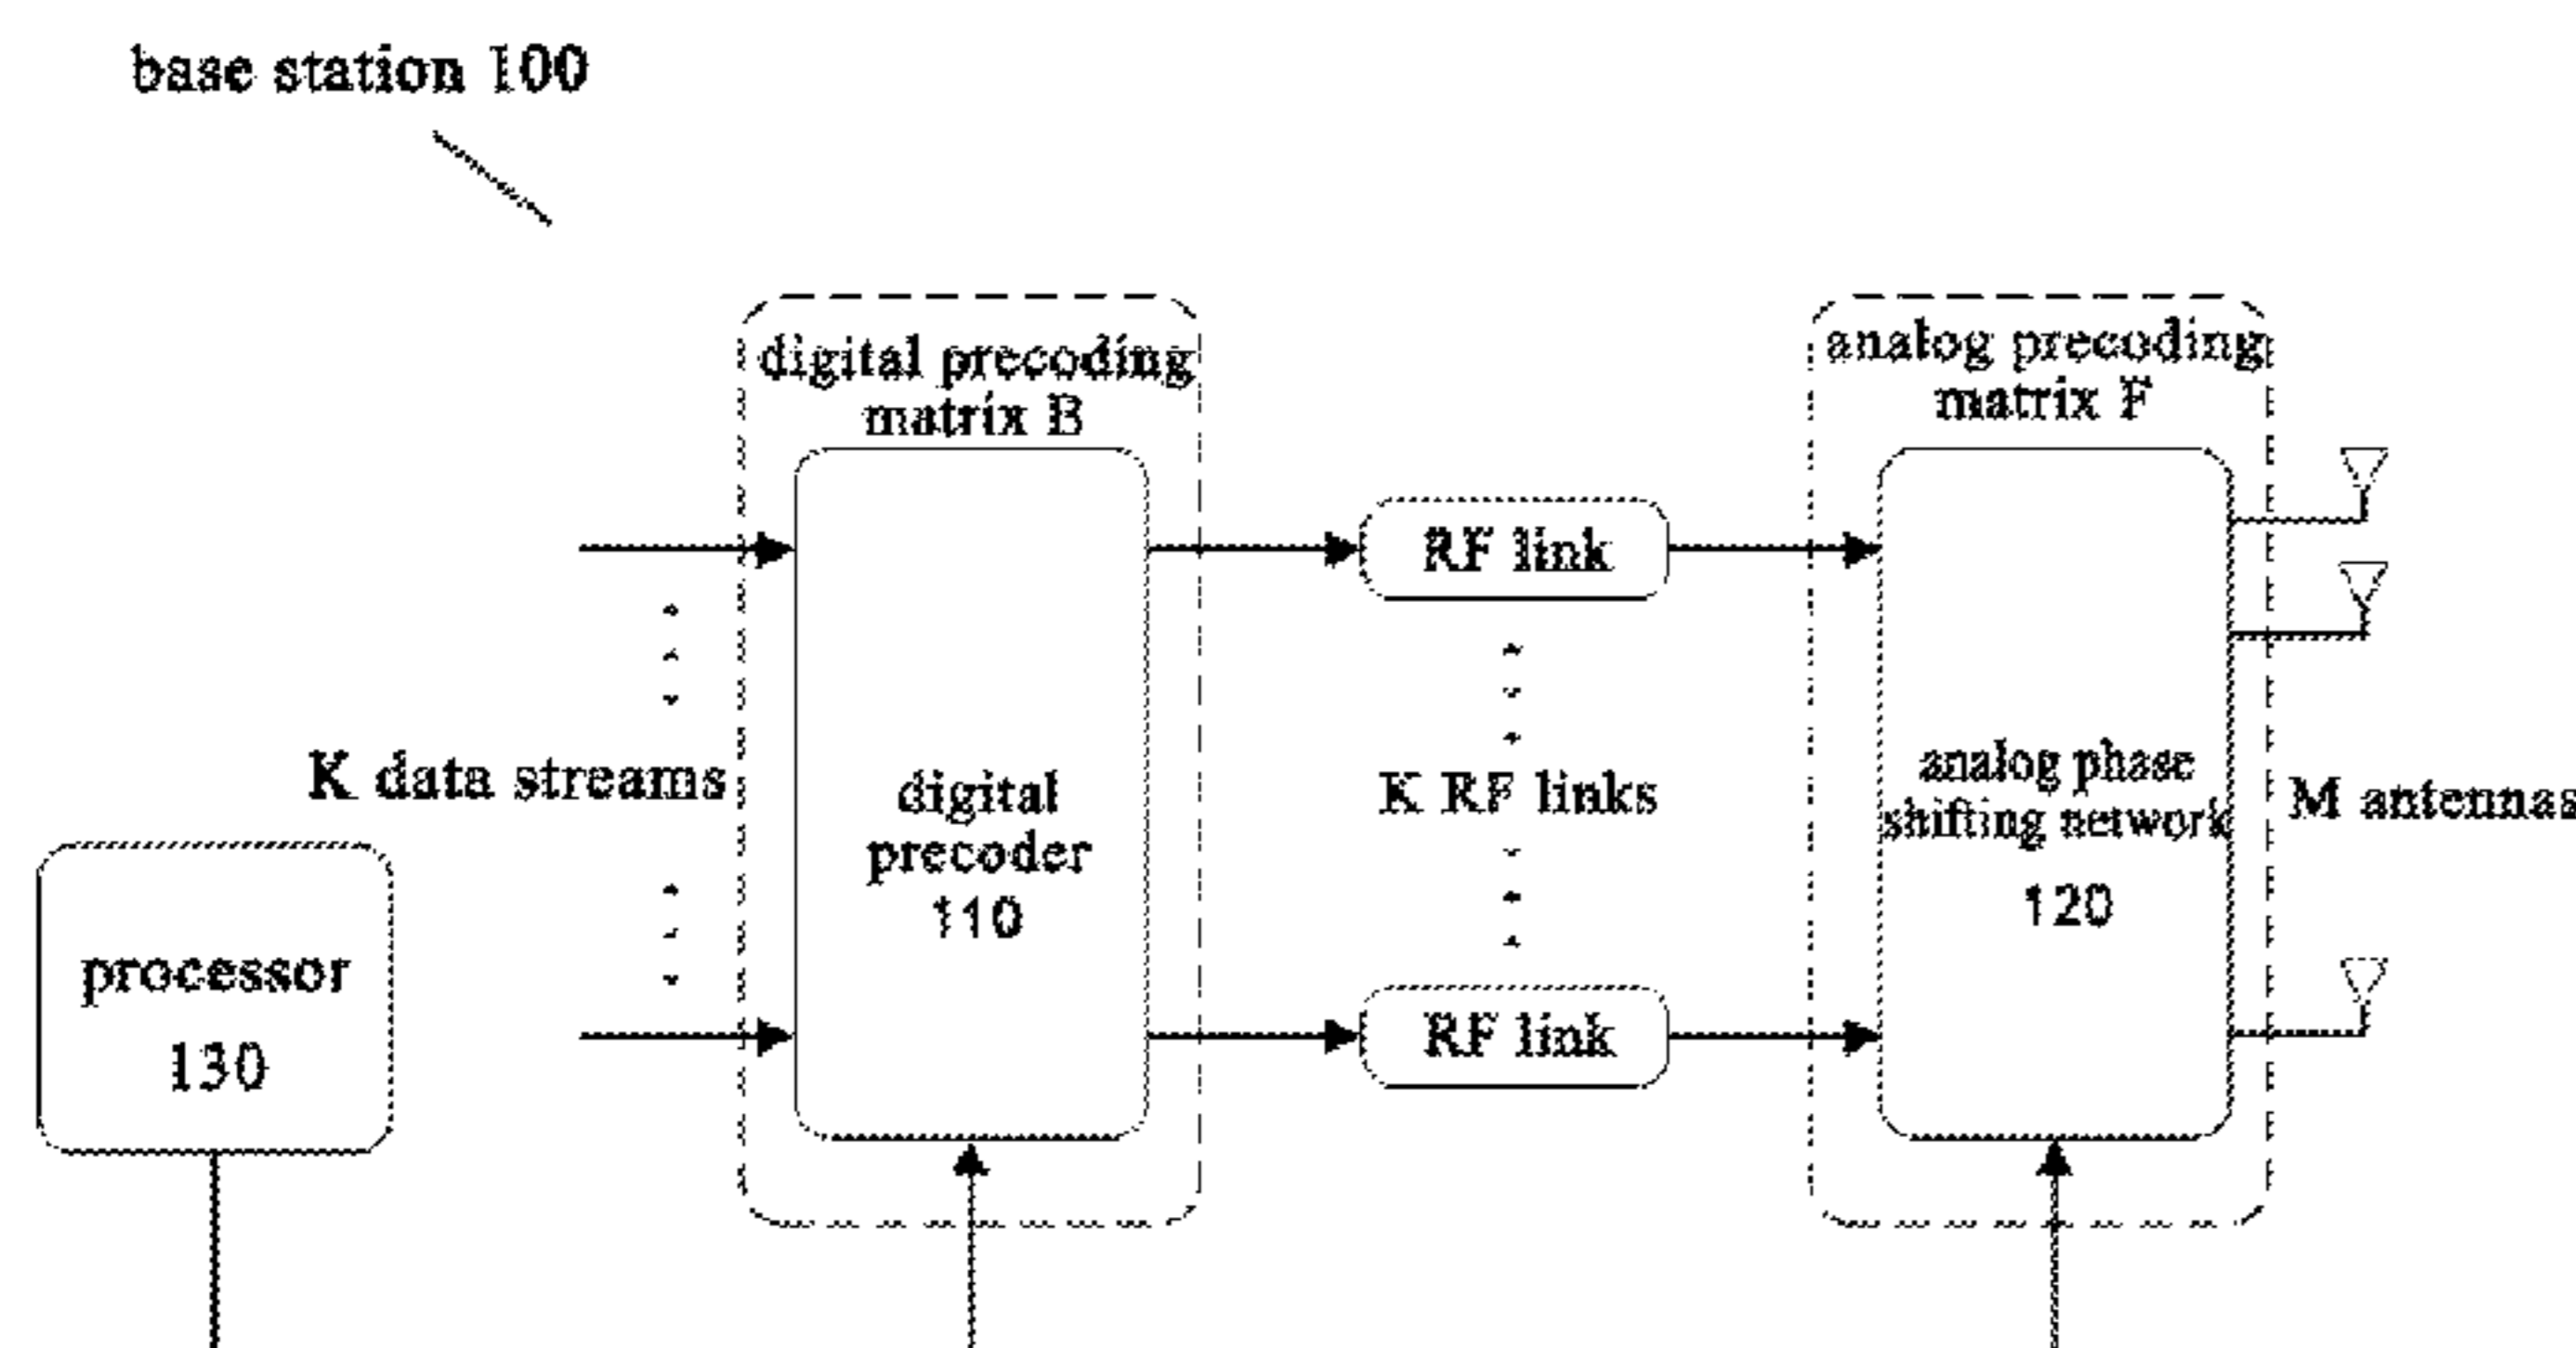 base station 100
digital precoding
matrix B
analog precoding
matrix F
RF link
K data streams
digital
precoder
110
K RF links
analog phase
shifting network
120
M antennas
processor
130
RF link